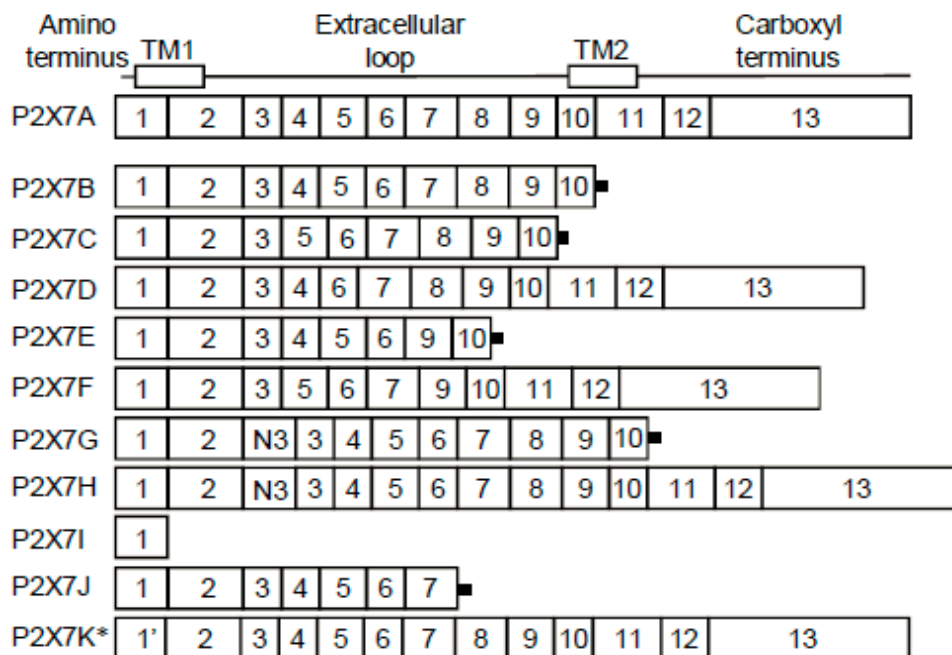 Amino terminus TM1 Extracellular loop TM2 Carboxyl terminus
P2X7A 1 2 3 4 5 6 7 8 9 10 11 12 13
P2X7B 1 2 3 4 5 6 7 8 9 10
P2X7C 1 2 3 5 6 7 8 9 10
P2X7D 1 2 3 4 6 7 8 9 10 11 12 13
P2X7E 1 2 3 4 5 6 9 10
P2X7F 1 2 3 5 6 7 9 10 11 12 13
P2X7G 1 2 N3 3 4 5 6 7 8 9 10
P2X7H 1 2 N3 3 4 5 6 7 8 9 10 11 12 13
P2X7I 1
P2X7J 1 2 3 4 5 6 7
P2X7K* 1' 2 3 4 5 6 7 8 9 10 11 12 13